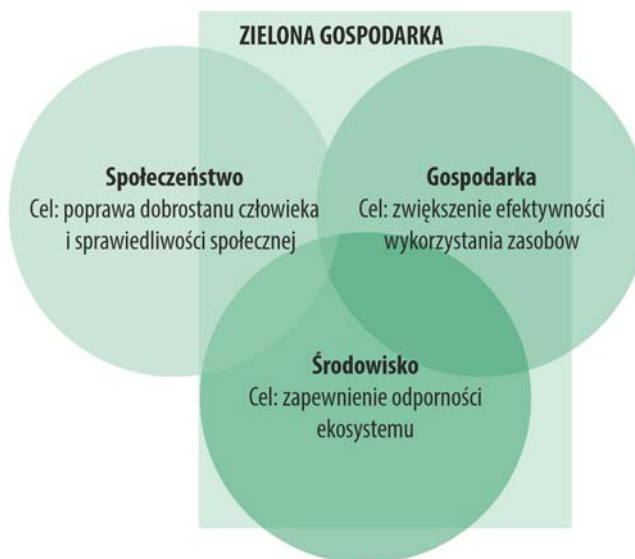 ZIELONA GOSPODARKA
Społeczeństwo
Cel: poprawa dobrostanu człowieka
i sprawiedliwości społecznej
Gospodarka
Cel: zwiększenie efektywności
wykorzystania zasobów
Środowisko
Cel: zapewnienie odporności
ekosystemu